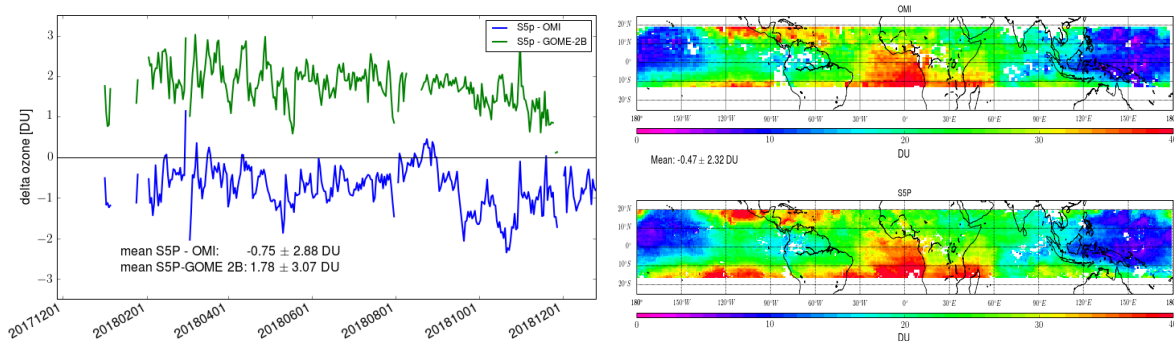 3
2
1
0
−1
−2
−3
delta ozone [DU]
S5p - OMI
S5p - GOME-2B
mean S5P - OMI: -0.75 ± 2.88 DU
mean S5P-GOME 2B: 1.78 ± 3.07 DU
20171201
20180201
20180401
20180601
20180801
20181001
20181201
OMI
20°N
10°N
0°
10°S
20°S
180° 150°W 120°W 90°W 60°W 30°W 0° 30°E 60°E 90°E 120°E 150°E 180°
0 10 20 30 40
DU
Mean: -0.47 ± 2.32 DU
S5P
20°N
10°N
0°
10°S
20°S
180° 150°W 120°W 90°W 60°W 30°W 0° 30°E 60°E 90°E 120°E 150°E 180°
0 10 20 30 40
DU